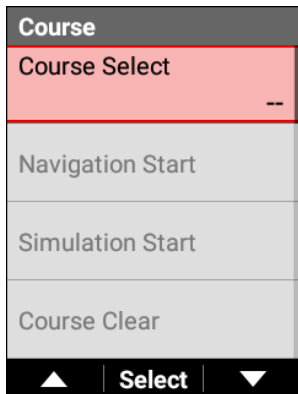 Course
Course Select
--
Navigation Start
Simulation Start
Course Clear
Select